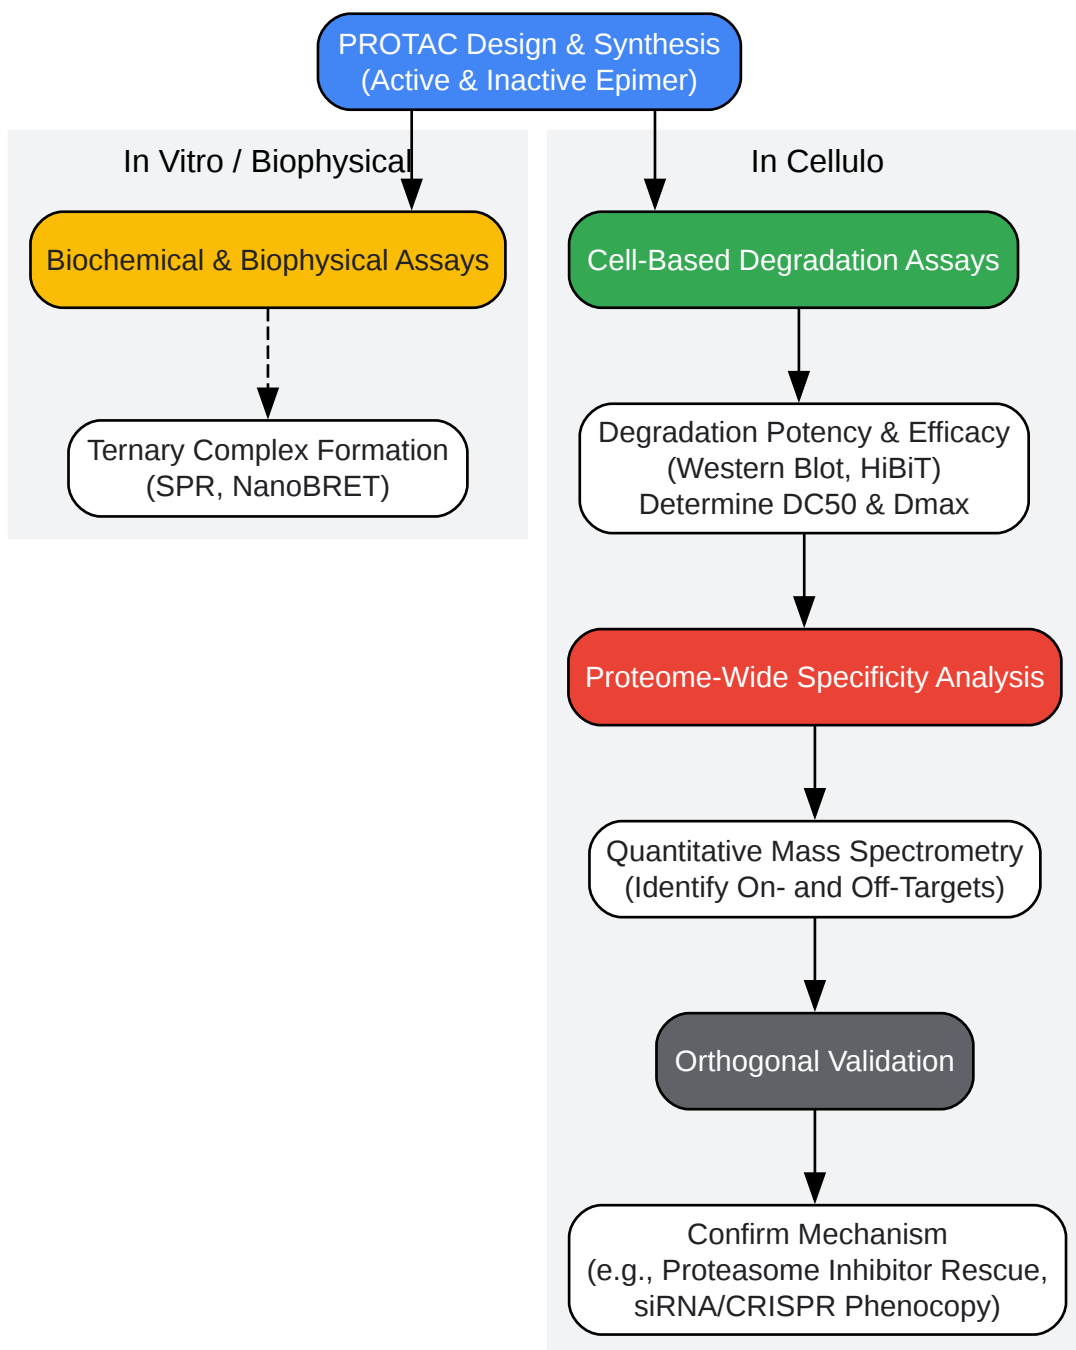 PROTAC Design & Synthesis
(Active & Inactive Epimer)
In Vitro / Biophysical
Biochemical & Biophysical Assays
Ternary Complex Formation
(SPR, NanoBRET)
In Cellulo
Cell-Based Degradation Assays
Degradation Potency & Efficacy
(Western Blot, HiBiT)
Determine DC50 & Dmax
Proteome-Wide Specificity Analysis
Quantitative Mass Spectrometry
(Identify On- and Off-Targets)
Orthogonal Validation
Confirm Mechanism
(e.g., Proteasome Inhibitor Rescue,
siRNA/CRISPR Phenocopy)